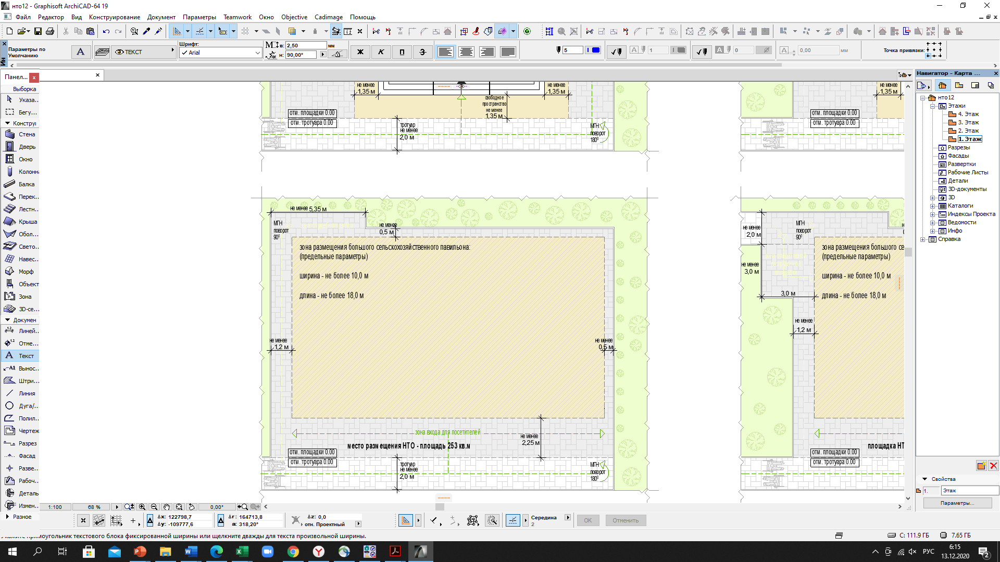 нто12 - Graphisoft ArchiCAD-64 19
Файл Редактор Вид Конструирование Документ Параметры Teamwork Окно Objective Cadimage Помощь
Параметры по Умолчанию
ТЕКСТ
Шрифт:
Arial
в: 2,50 мм
н: 90,00°
Ж К П З
5
1
1
0
0,00 мм
Точка привязки:
Ин
Панел...
Выборка
Указа..
Бегу...
Констру
Стена
Дверь
Окно
Колонн
Балка
Перек..
Лестн..
Крыша
Обол...
Свето..
Навес..
Морф
Объект
Зона
3D-се..
Докумен
Линей..
Отме...
Текст
Вынос..
Штри...
Линия
Дуга/..
Полил..
Чертеж
Разрез
Фасад
Разве..
Рабоч..
Деталь
Измен..
Разное
не менее
1,35 м
не менее
1,35 м
свободное
пространство
не менее
1,35 м
отм. площадки 0.00
отм. тротуара 0.00
тротуар
не менее
2,0 м
МГН
поворот
180⁰
не менее
1,35 м
отм. площадки 0.00
отм. тротуара 0.00
не менее 5,35 м
МГН
поворот
90⁰
не менее
0,5 м
зона размещения большого сельскохозяйственного павильона:
(предельные параметры)
ширина - не более 10,0 м
длина - не более 18,0 м
не менее
1,2 м
не менее
0,5 м
зона входа для посетителей
не менее
2,25 м
место размещения НТО - площадь 253 кв.м
отм. площадки 0.00
отм. тротуара 0.00
тротуар
не менее
2,0 м
МГН
поворот
180⁰
не менее
2,0 м
МГН
поворот
90⁰
зона размещения большого се
(предельные параметры)
ширина - не более 10,0 м
длина - не более 18,0 м
не менее
3,0 м
3,0 м
не менее
1,2 м
площадка НТ
отм. площадки 0.00
отм. тротуара 0.00
Навигатор - Карта ...
нто12
Этажи
4. Этаж
3. Этаж
2. Этаж
1. Этаж
Разрезы
Фасады
Развертки
Рабочие Листы
Детали
3D-документы
3D
Каталоги
Индексы Проекта
Ведомости
Инфо
Справка
Свойства
1. Этаж
Параметры...
1:100 68 % 0,00°
Δx: 122798,7
Δy: -109777,6
Δr: 164713,8
a: 318,20°
Δz: 0,0
отн. Проектный
Середина
2
ОК Отменить
прямоугольник текстового блока фиксированной ширины или щелкните дважды для текста произвольной ширины.
C: 111.9 ГБ 7.65 ГБ
РУС
6:15
13.12.2020
2